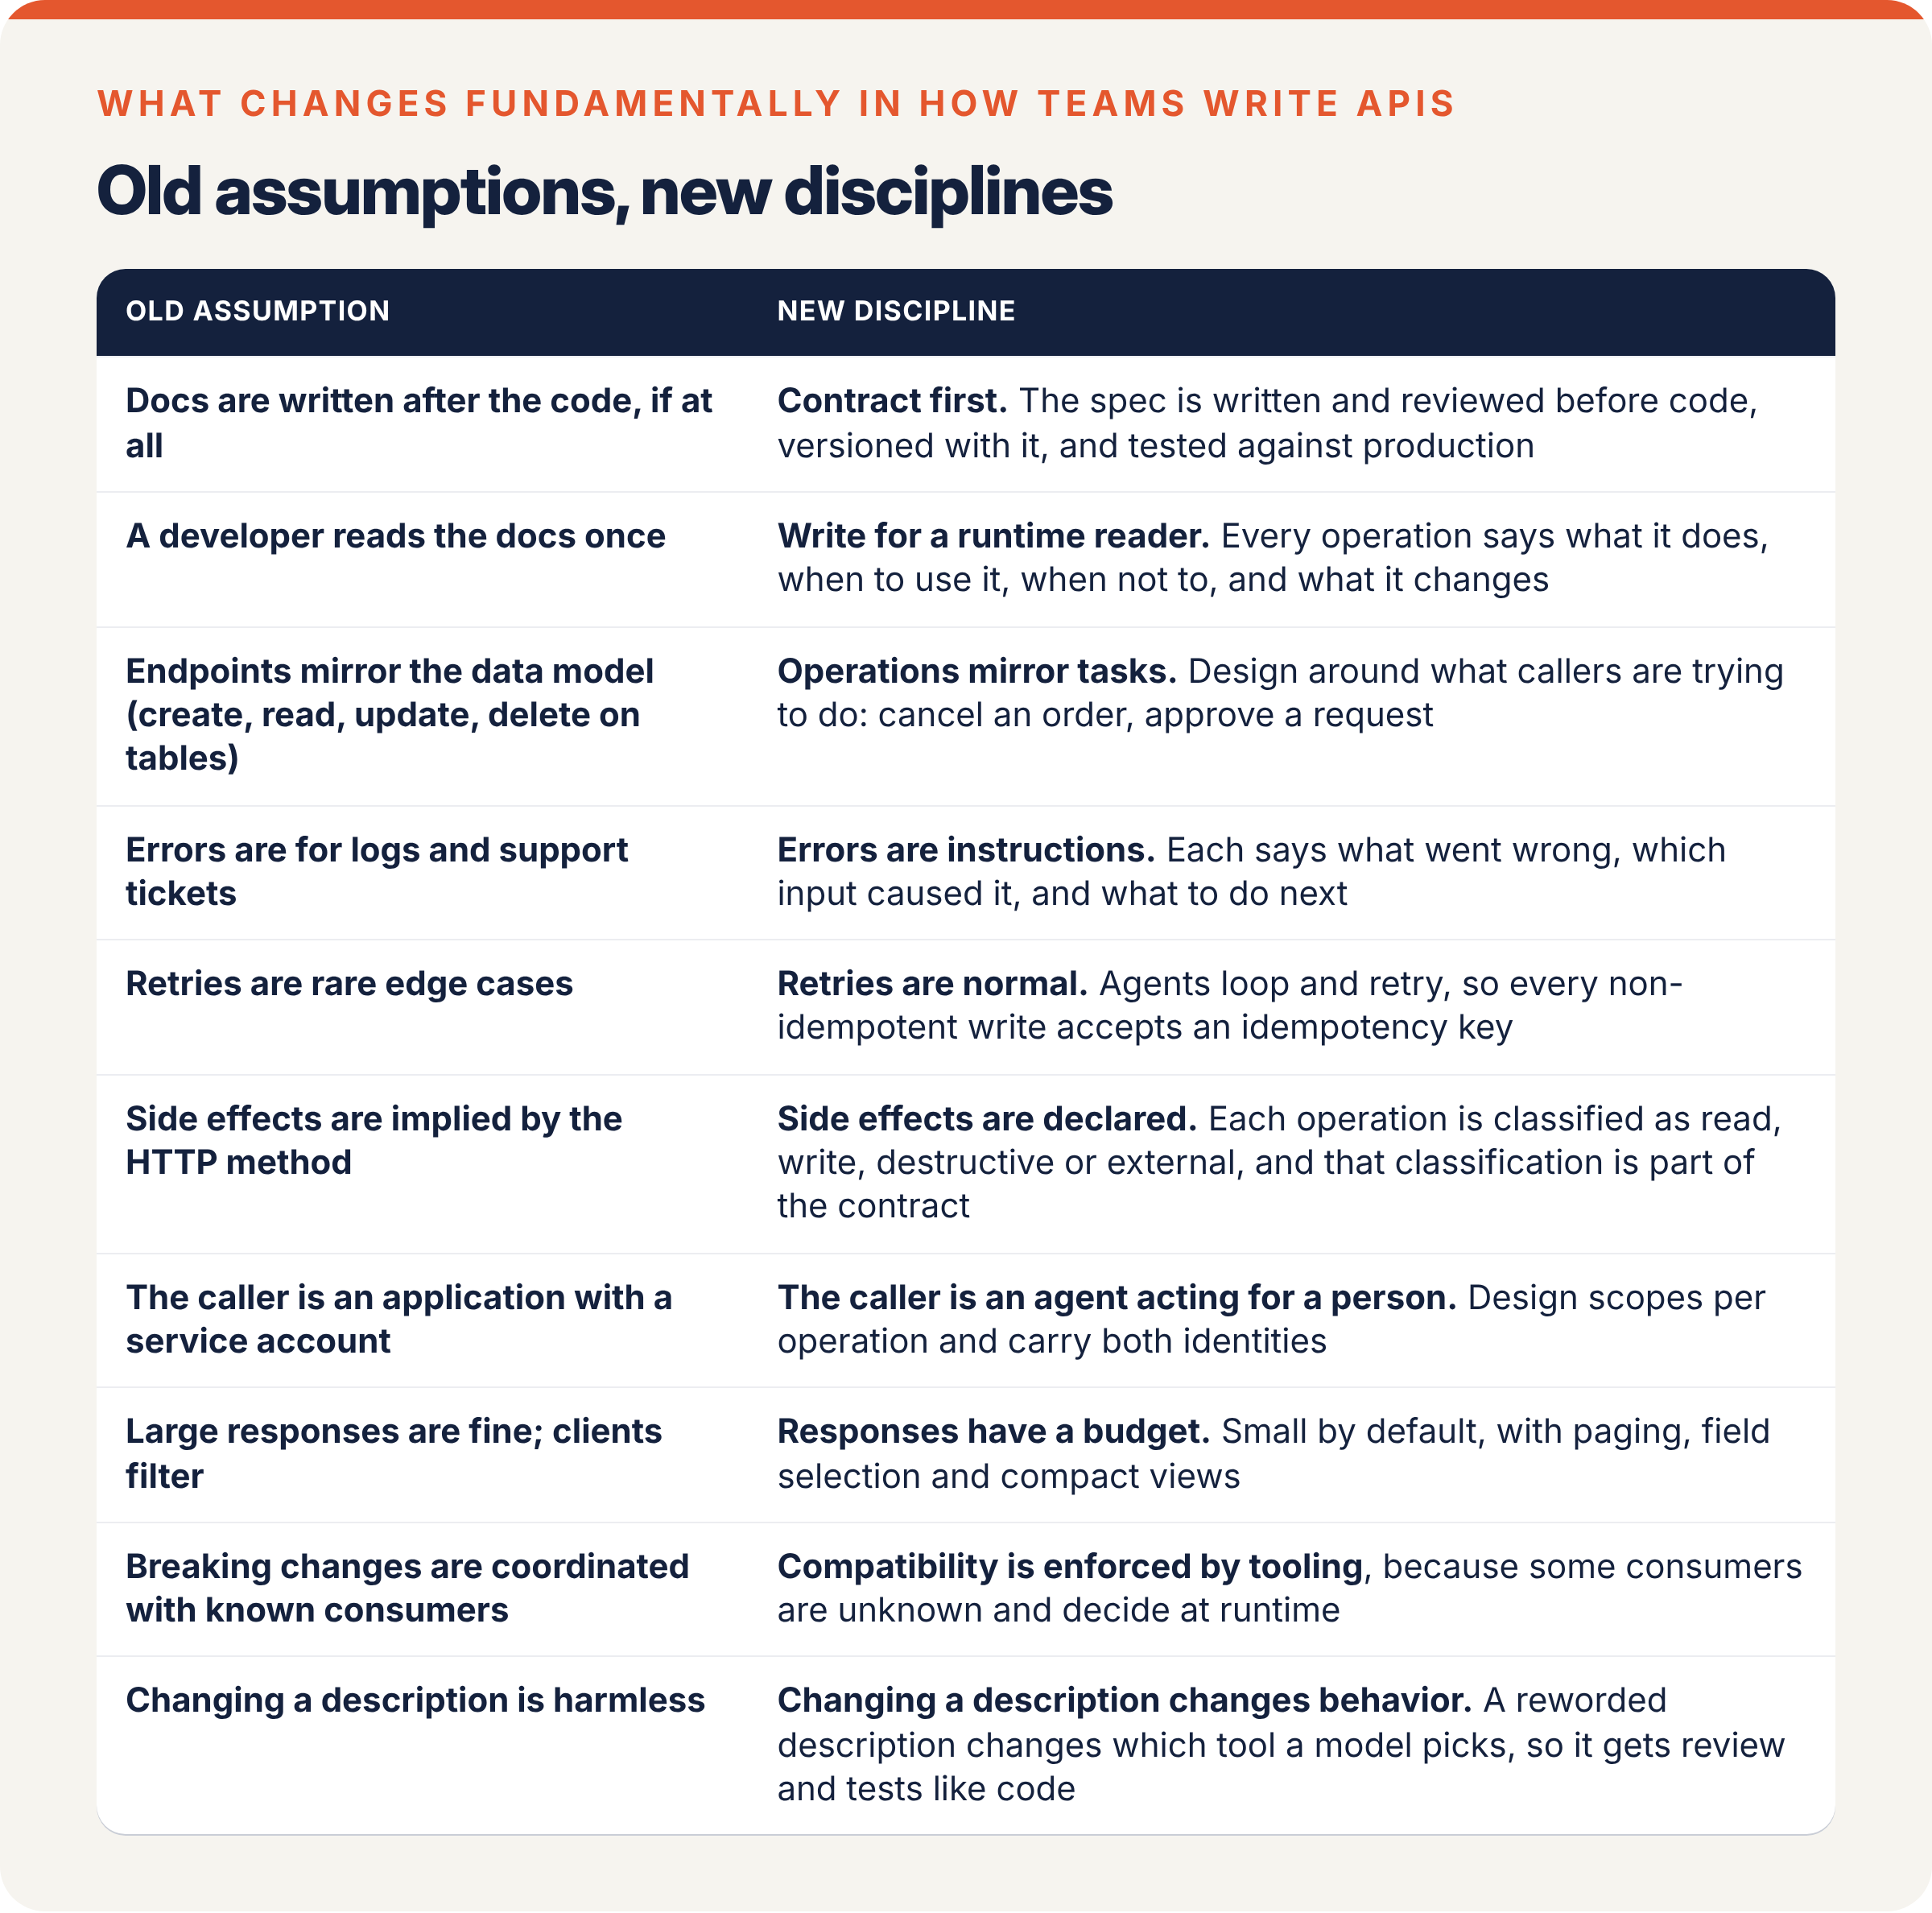 WHAT CHANGES FUNDAMENTALLY IN HOW TEAMS WRITE APIS
Old assumptions, new disciplines
OLD ASSUMPTION
NEW DISCIPLINE
Docs are written after the code, if at
all
Contract first. The spec is written and reviewed before code,
versioned with it, and tested against production
A developer reads the docs once
Write for a runtime reader. Every operation says what it does,
when to use it, when not to, and what it changes
Endpoints mirror the data model
(create, read, update, delete on
tables)
Operations mirror tasks. Design around what callers are trying
to do: cancel an order, approve a request
Errors are for logs and support
tickets
Errors are instructions. Each says what went wrong, which
input caused it, and what to do next
Retries are rare edge cases
Retries are normal. Agents loop and retry, so every non-
idempotent write accepts an idempotency key
Side effects are implied by the
HTTP method
Side effects are declared. Each operation is classified as read,
write, destructive or external, and that classification is part of
the contract
The caller is an application with a
service account
The caller is an agent acting for a person. Design scopes per
operation and carry both identities
Large responses are fine; clients
filter
Responses have a budget. Small by default, with paging, field
selection and compact views
Breaking changes are coordinated
with known consumers
Compatibility is enforced by tooling, because some consumers
are unknown and decide at runtime
Changing a description is harmless
Changing a description changes behavior. A reworded
description changes which tool a model picks, so it gets review
and tests like code